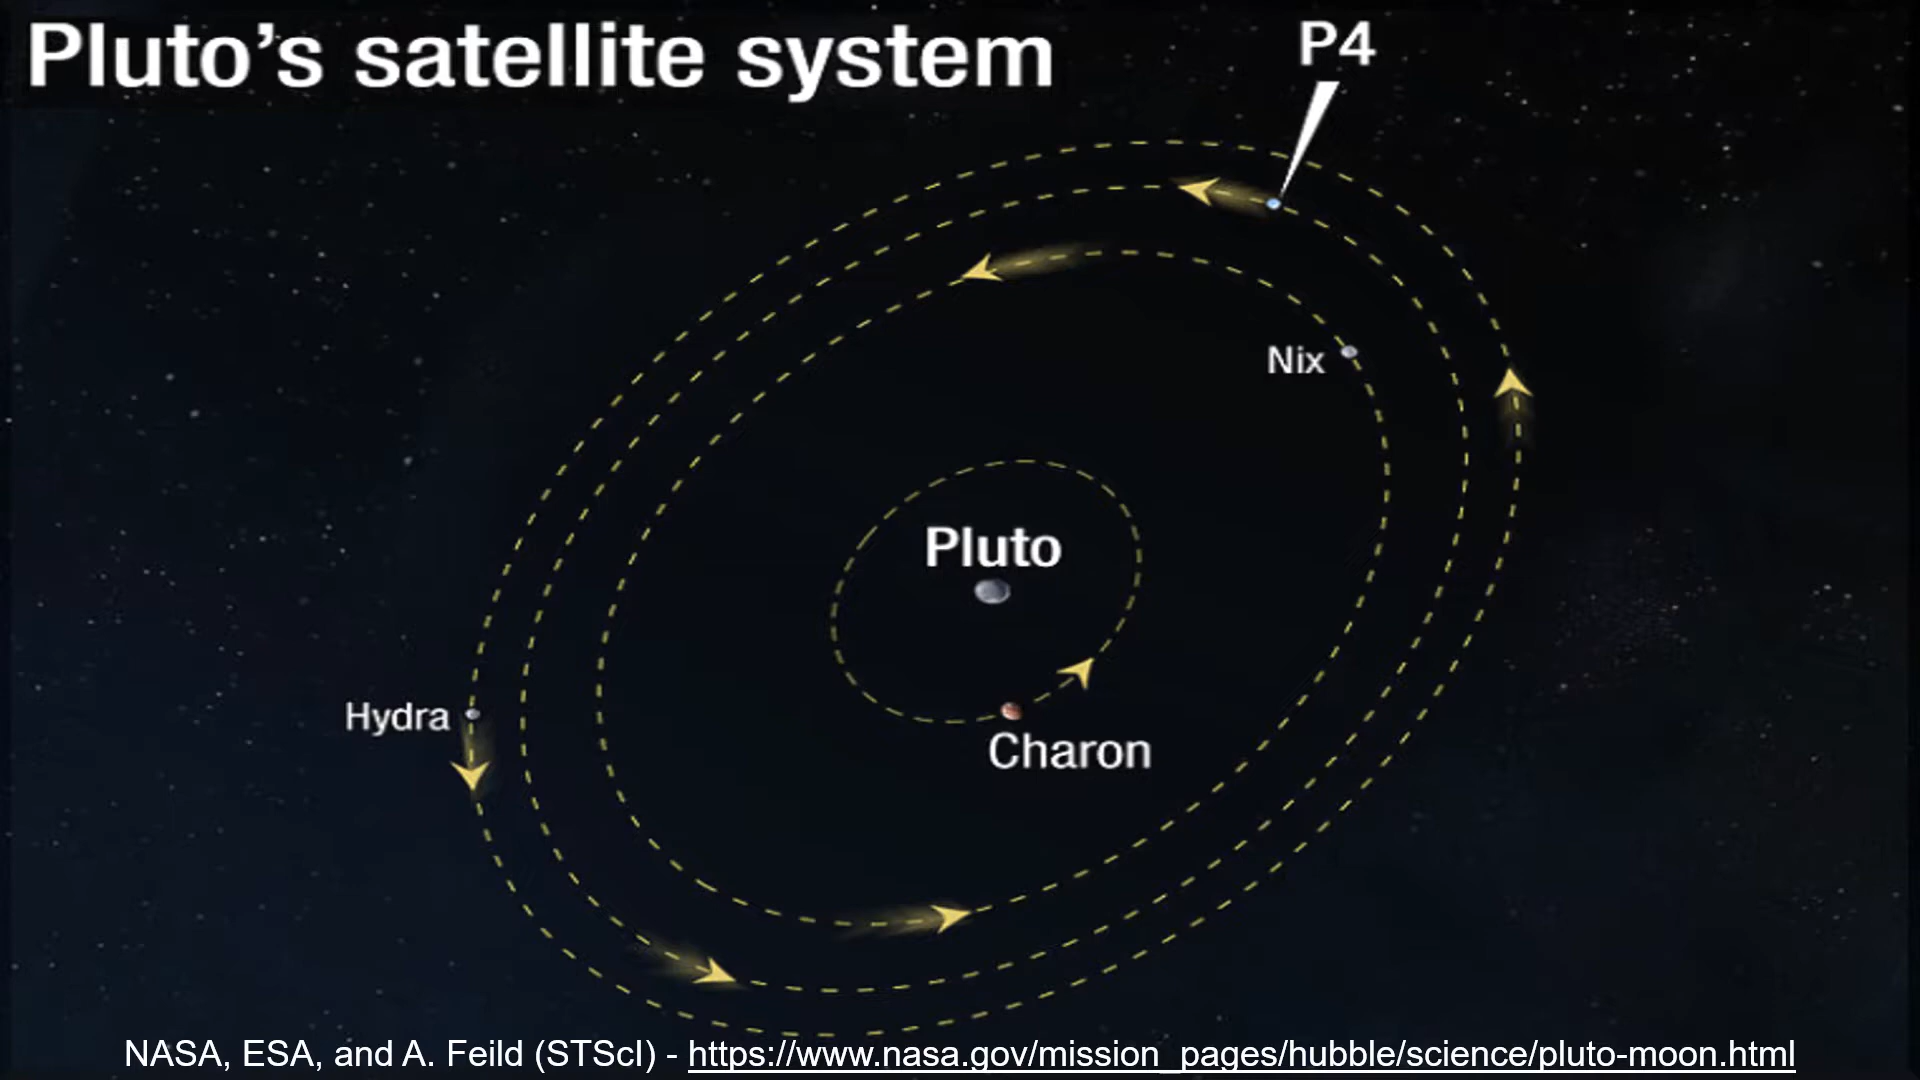 Pluto’s satellite system
P4
Nix
Pluto
Hydra
Charon
NASA, ESA, and A. Feild (STScI) - https://www.nasa.gov/mission_pages/hubble/science/pluto-moon.html